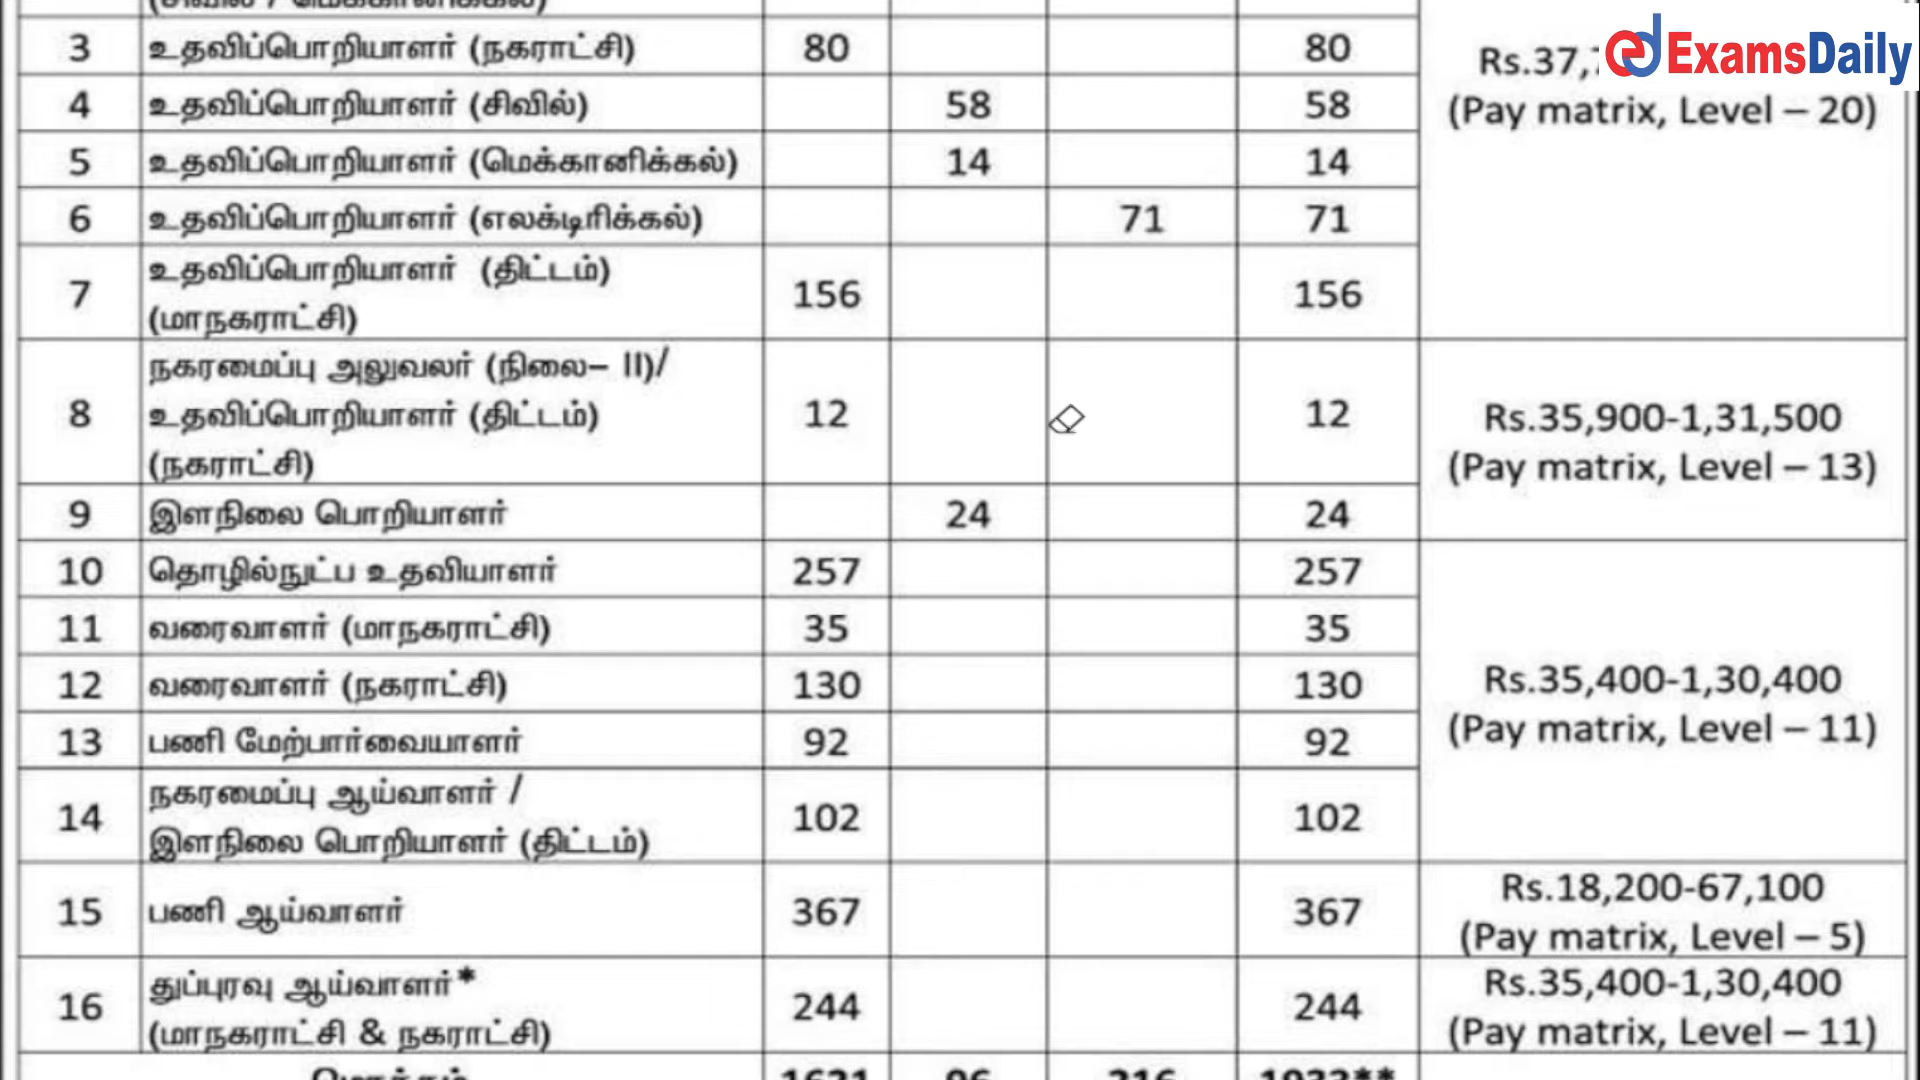 ExamsDaily
3 உதவிப்பொறியாளர் (நகராட்சி) 80 80
Rs.37,
4 உதவிப்பொறியாளர் (சிவில்) 58 58
(Pay matrix, Level – 20)
5 உதவிப்பொறியாளர் (மெக்கானிக்கல்) 14 14
6 உதவிப்பொறியாளர் (எலக்டிரிக்கல்) 71 71
7 உதவிப்பொறியாளர் (திட்டம்)
(மாநகராட்சி) 156 156
8 நகரமைப்பு அலுவலர் (நிலை– II)/
உதவிப்பொறியாளர் (திட்டம்) 12 12
(நகராட்சி)
Rs.35,900-1,31,500
(Pay matrix, Level – 13)
9 இளநிலை பொறியாளர் 24 24
10 தொழில்நுட்ப உதவியாளர் 257 257
11 வரைவாளர் (மாநகராட்சி) 35 35
12 வரைவாளர் (நகராட்சி) 130 130
Rs.35,400-1,30,400
(Pay matrix, Level – 11)
13 பணி மேற்பார்வையாளர் 92 92
14 நகரமைப்பு ஆய்வாளர் /
இளநிலை பொறியாளர் (திட்டம்) 102 102
15 பணி ஆய்வாளர் 367 367
Rs.18,200-67,100
(Pay matrix, Level – 5)
16 துப்புரவு ஆய்வாளர்*
(மாநகராட்சி & நகராட்சி) 244 244
Rs.35,400-1,30,400
(Pay matrix, Level – 11)